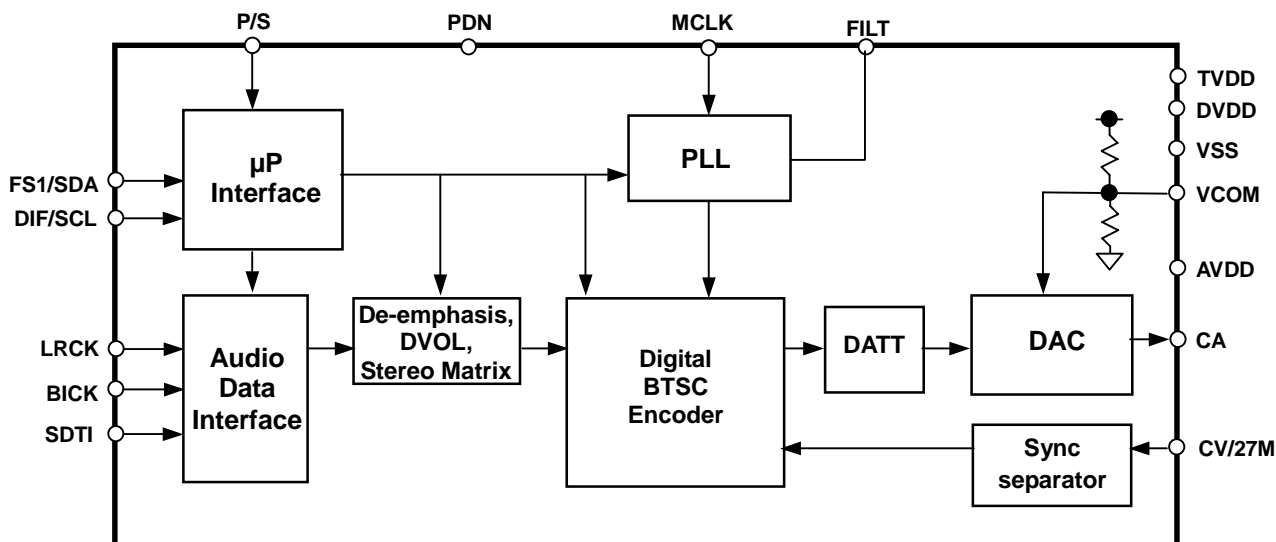 P/S
PDN
MCLK
FILT
TVDD
DVDD
VSS
VCOM
AVDD
CA
CV/27M
FS1/SDA
DIF/SCL
LRCK
BICK
SDTI
µP
Interface
PLL
Audio
Data
Interface
De-emphasis,
DVOL,
Stereo Matrix
Digital
BTSC
Encoder
DATT
DAC
Sync
separator